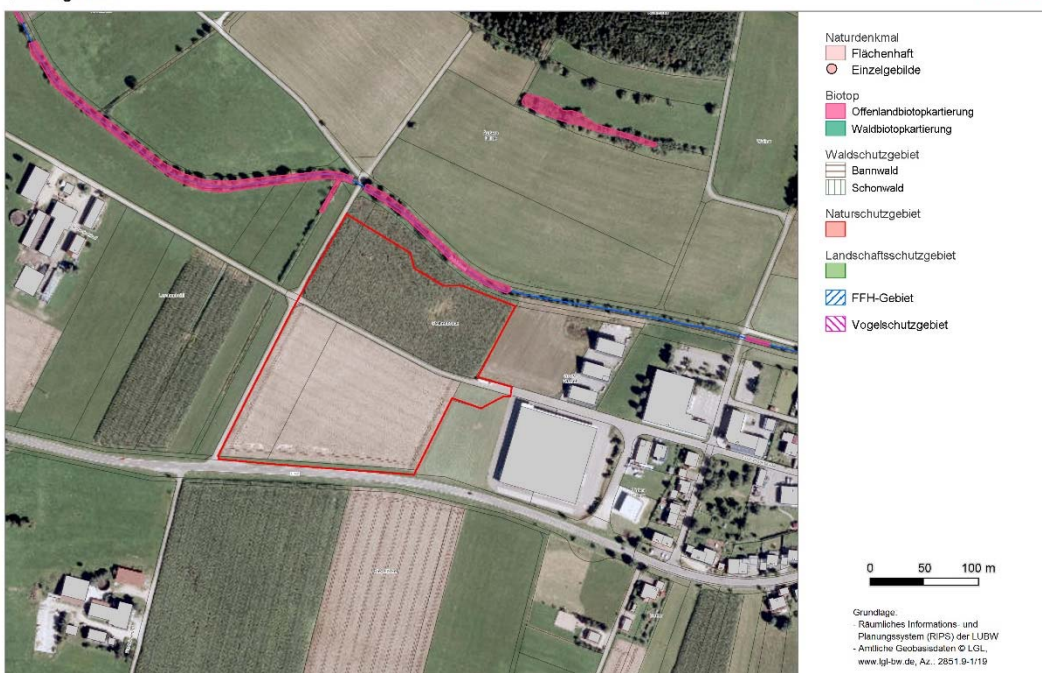 Naturdenkmal
Flächenhaft
Einzelgebilde
Biotop
Offenlandbiotopkartierung
Waldbiotopkartierung
Waldschutzgebiet
Bannwald
Schonwald
Naturschutzgebiet
Landschaftsschutzgebiet
FFH-Gebiet
Vogelschutzgebiet
0 50 100 m
Grundlage:
- Räumliches Informations- und
Planungssystem (RIPS) der LUBW
- Amtliche Geobasisdaten © LGL,
www.lgl-bw.de, Az.: 2851.9-1/19